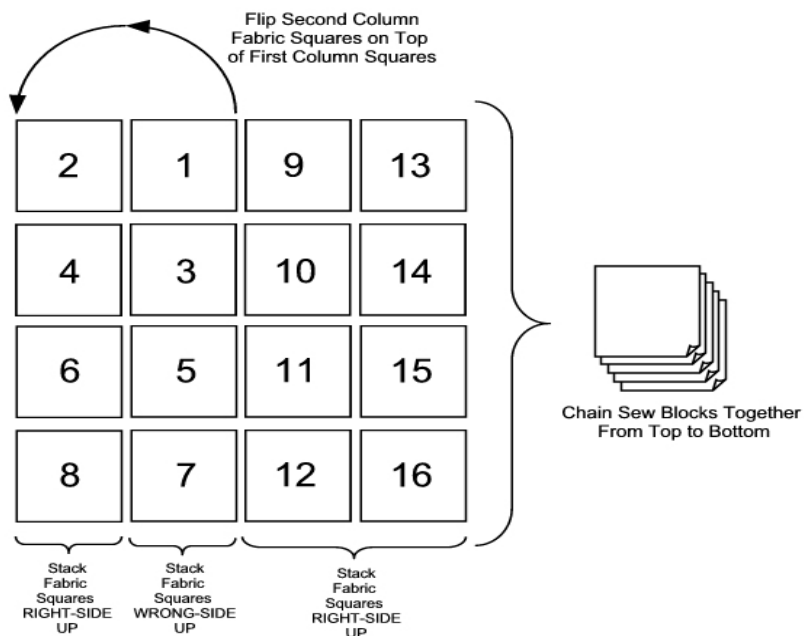 Flip Second Column
Fabric Squares on Top
of First Column Squares
2 1 9 13
4 3 10 14
6 5 11 15
8 7 12 16
Chain Sew Blocks Together
From Top to Bottom
Stack
Fabric
Squares
RIGHT-SIDE
UP
Stack
Fabric
Squares
WRONG-SIDE
UP
Stack
Fabric
Squares
RIGHT-SIDE
UP